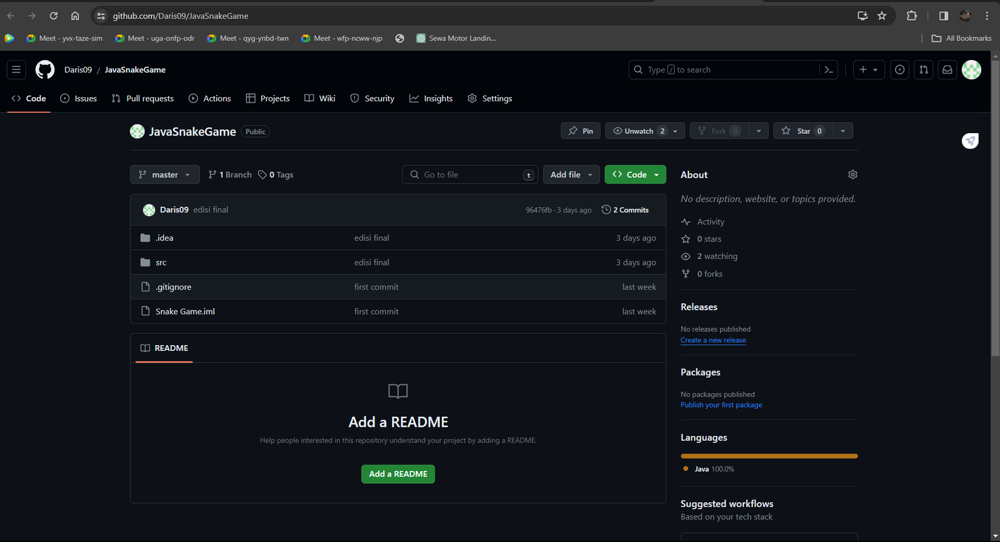 github.com/Daris09/JavaSnakeGame
Meet - yvx-taze-sim Meet - uga-onfp-odr Meet - qyg-ynbd-twn Meet - wfp-ncww-njp Sewa Motor Landin... All Bookmarks
Daris09 / JavaSnakeGame Type / to search
Code Issues Pull requests Actions Projects Wiki Security Insights Settings
JavaSnakeGame Public Pin Unwatch 2 Fork 0 Star 0
master 1 Branch 0 Tags Go to file t Add file Code
Daris09 edisi final 96476fb · 3 days ago 2 Commits
.idea edisi final 3 days ago
src edisi final 3 days ago
.gitignore first commit last week
Snake Game.iml first commit last week
README
Add a README
Help people interested in this repository understand your project by adding a README.
Add a README
About
No description, website, or topics provided.
Activity
0 stars
2 watching
0 forks
Releases
No releases published
Create a new release
Packages
No packages published
Publish your first package
Languages
Java 100.0%
Suggested workflows
Based on your tech stack